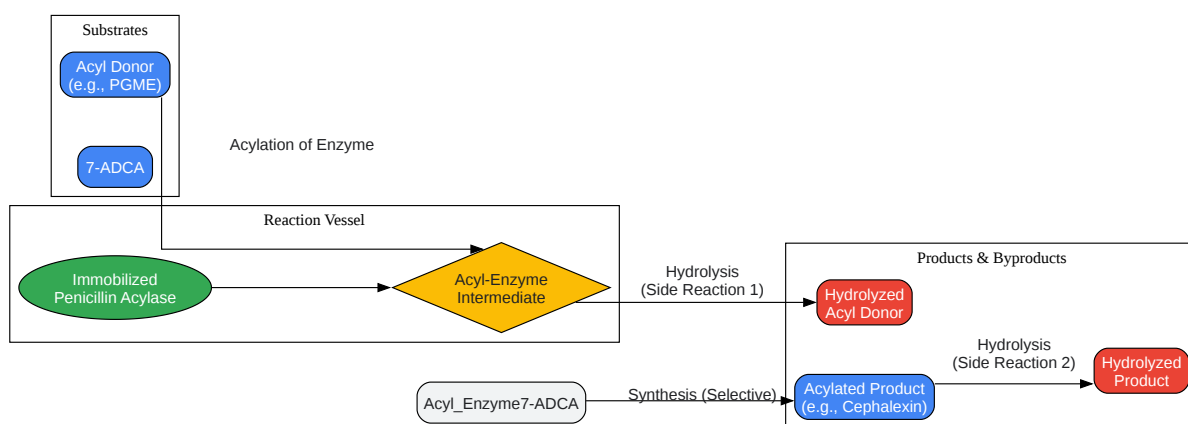 Substrates
Acyl Donor
(e.g., PGME)
7-ADCA
Acylation of Enzyme
Reaction Vessel
Immobilized
Penicillin Acylase
Acyl-Enzyme
Intermediate
Hydrolysis
(Side Reaction 1)
Products & Byproducts
Hydrolyzed
Acyl Donor
Acyl_Enzyme7-ADCA
Synthesis (Selective)
Acylated Product
(e.g., Cephalexin)
Hydrolysis
(Side Reaction 2)
Hydrolyzed
Product